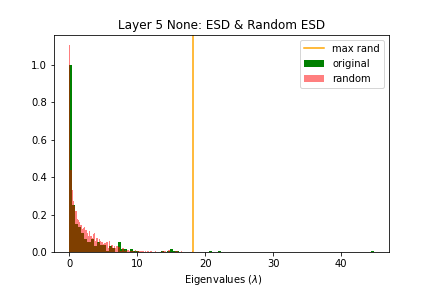 Layer 5 None: ESD & Random ESD
max rand
original
random
1.0
0.8
0.6
0.4
0.2
0.0
0 10 20 30 40
Eigenvalues (λ)